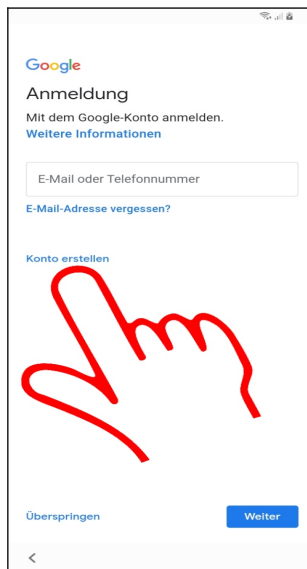 Google
Anmeldung
Mit dem Google-Konto anmelden.
Weitere Informationen
E-Mail oder Telefonnummer
E-Mail-Adresse vergessen?
Konto erstellen
Überspringen
Weiter